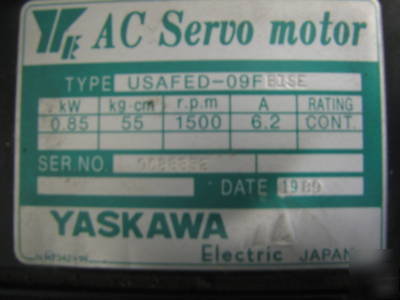 AC Servo motor
TYPE USAFED-09F
kW kg-cm r.p.m A RATING
0.85 55 1500 6.2 CONT.
SER.NO.
DATE 1989
YASKAWA
Electric JAPAN